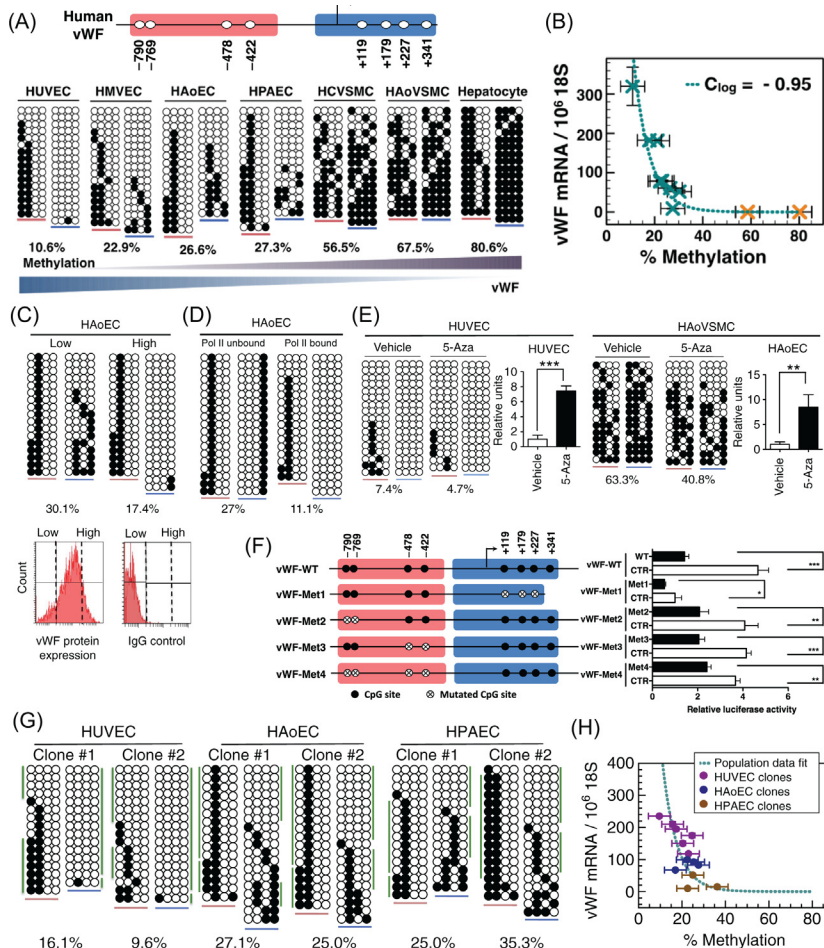 (A)
Human
vWF
−790
−769
−478
−422
+119
+179
+227
+341
HUVEC HMVEC HAoEC HPAEC HCVSMC HAoVSMC Hepatocyte
10.6% 22.9% 26.6% 27.3% 56.5% 67.5% 80.6%
Methylation
vWF
(B)
Clog = - 0.95
vWF mRNA / 10⁶ 18S
300
200
100
0
0 20 40 60 80
% Methylation
(C)
HAoEC
Low High
30.1% 17.4%
Low High Low High
Count
vWF protein
expression
IgG control
(D)
HAoEC
Pol II unbound Pol II bound
27% 11.1%
(E)
HUVEC
Vehicle 5-Aza
7.4% 4.7%
HUVEC
***
Relative units
10
8
6
4
2
0
Vehicle
5-Aza
HAoVSMC
Vehicle 5-Aza
63.3% 40.8%
HAoEC
**
Relative units
15
10
5
0
Vehicle
5-Aza
(F)
790
769
478
422
+119
+179
+227
+341
vWF-WT
vWF-Met1
vWF-Met2
vWF-Met3
vWF-Met4
CpG site Mutated CpG site
vWF-WT
WT
CTR
***
vWF-Met1
Met1
CTR
*
vWF-Met2
Met2
CTR
**
vWF-Met3
Met3
CTR
***
vWF-Met4
Met4
CTR
**
0 2 4 6 8
Relative luciferase activity
(G)
HUVEC HAoEC HPAEC
Clone #1 Clone #2 Clone #1 Clone #2 Clone #1 Clone #2
16.1% 9.6% 27.1% 25.0% 25.0% 35.3%
(H)
Population data fit
HUVEC clones
HAoEC clones
HPAEC clones
vWF mRNA / 10⁶ 18S
400
300
200
100
0
0 20 40 60 80
% Methylation